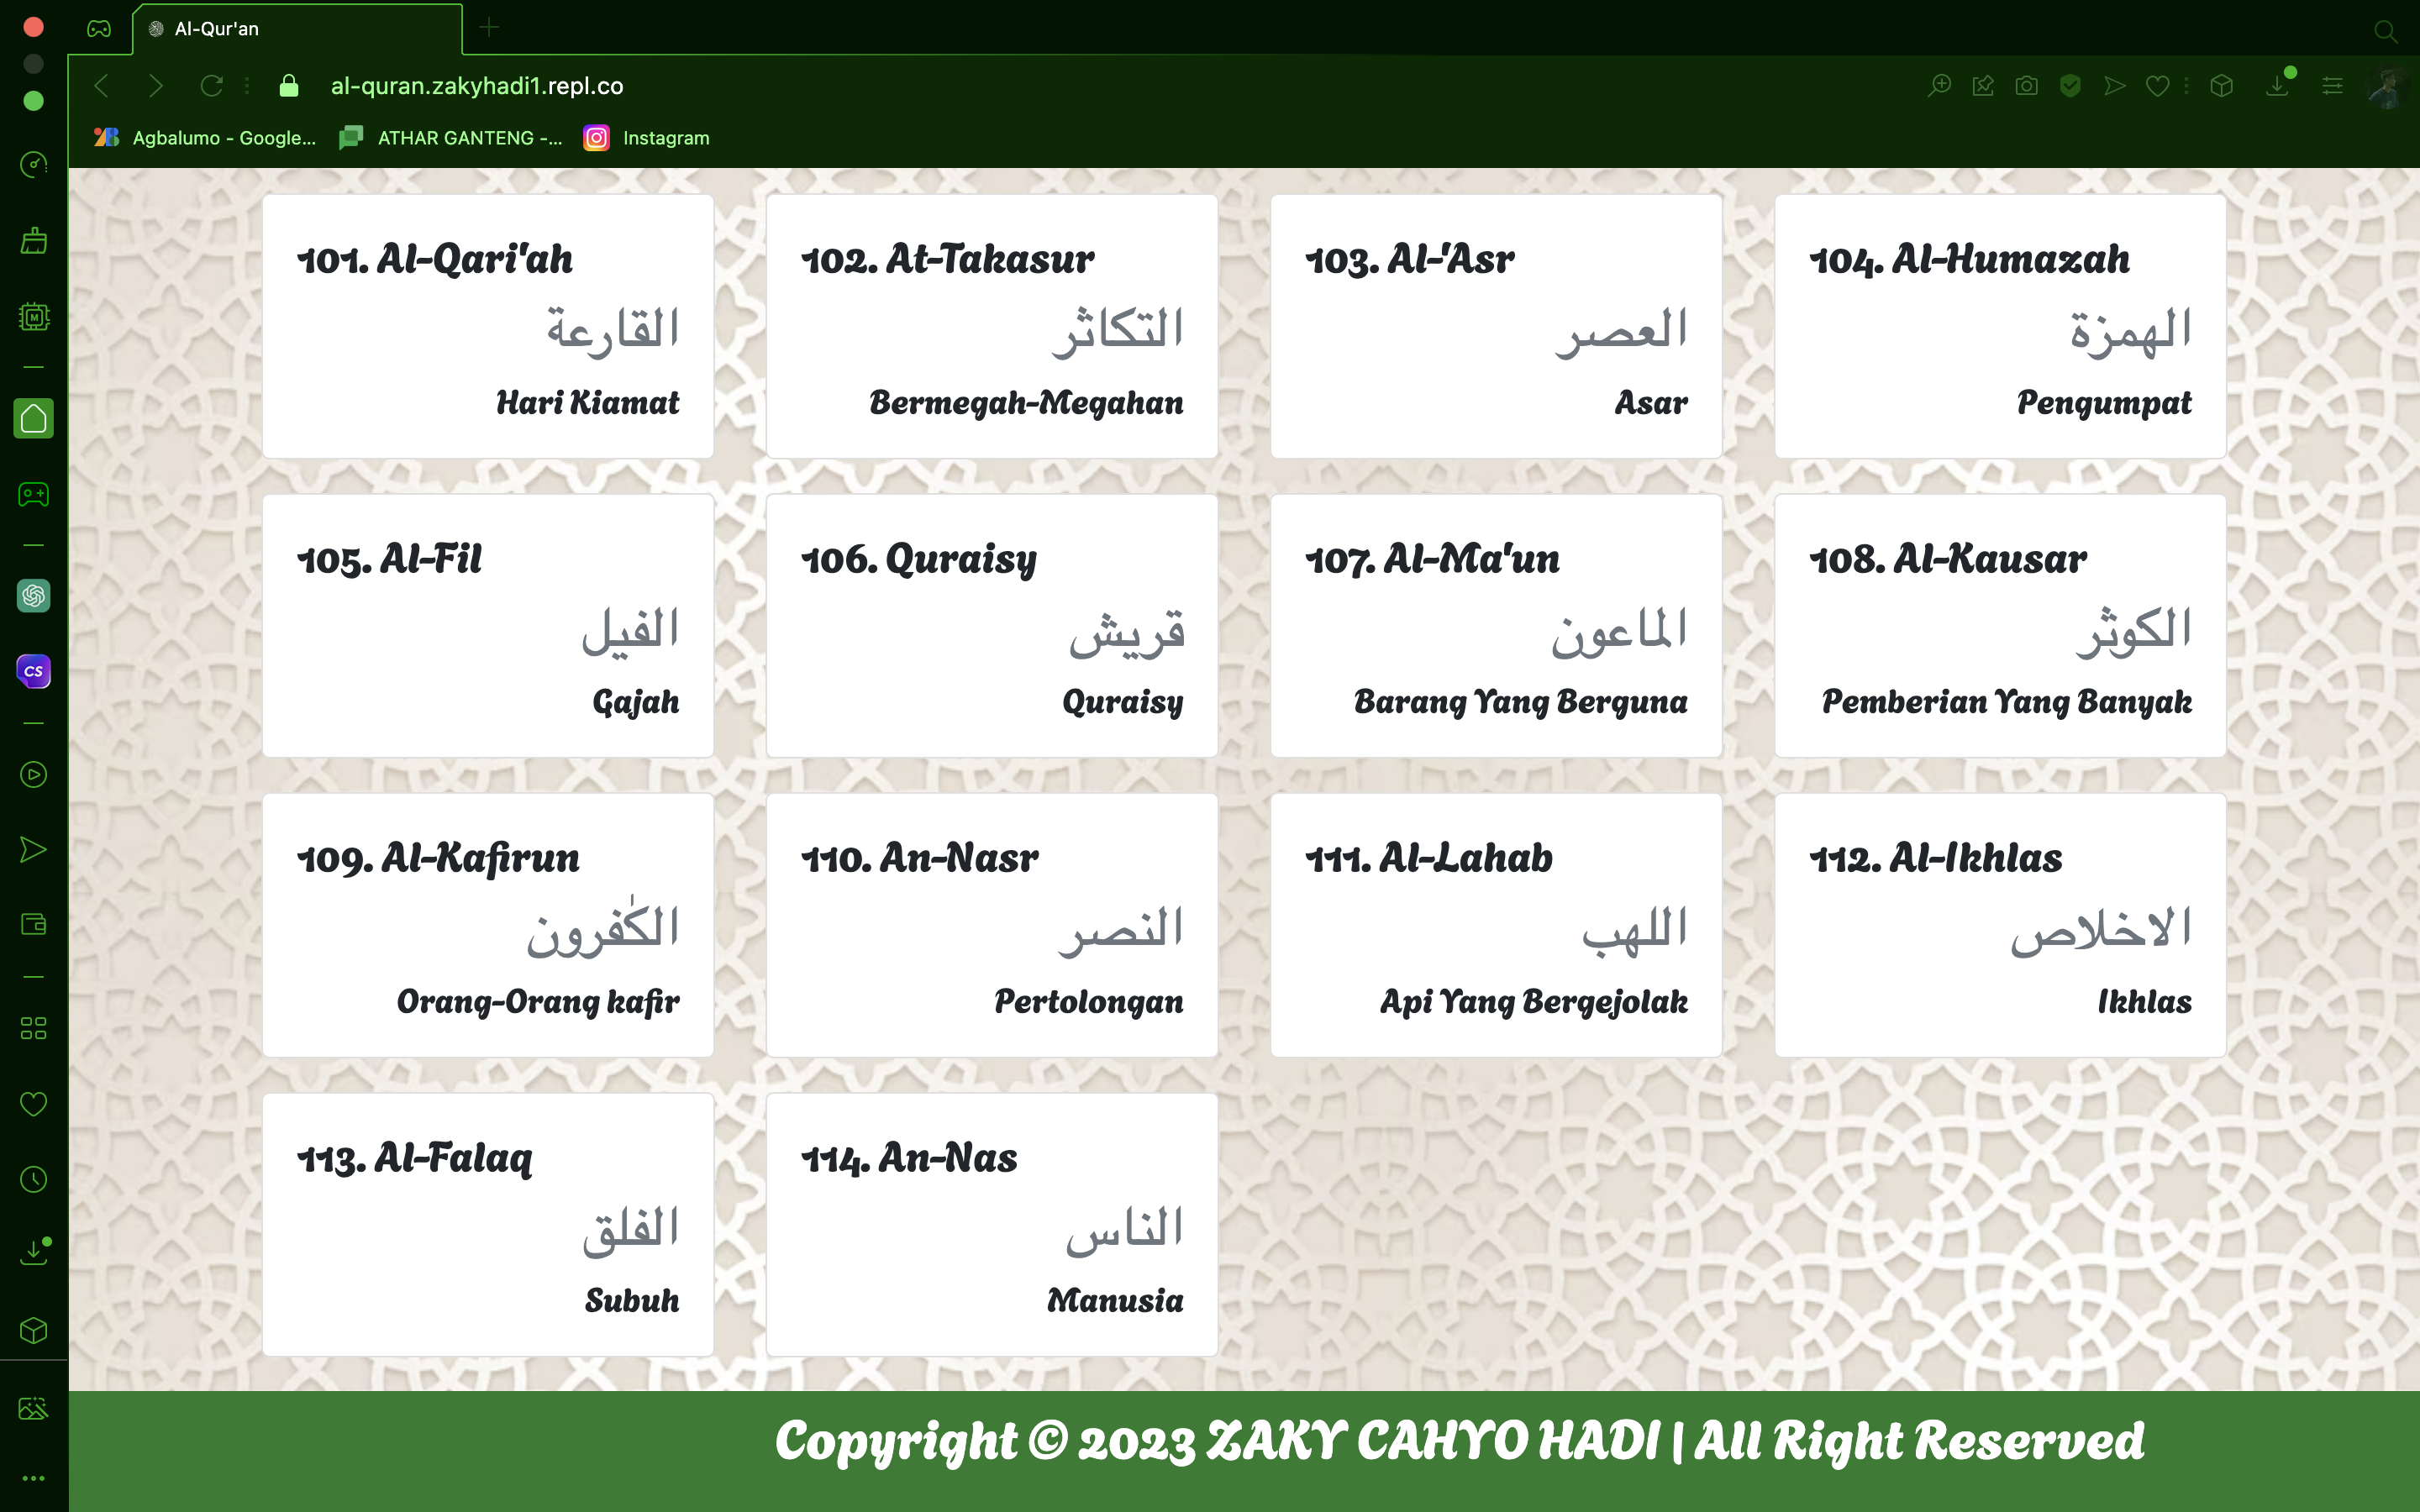 Al-Qur'an
al-quran.zakyhadi1.repl.co
Agbalumo - Google... ATHAR GANTENG -... Instagram
M
CS
101. Al-Qari'ah
القارعة
Hari Kiamat
102. At-Takasur
التكاثر
Bermegah-Megahan
103. Al-'Asr
العصر
Asar
104. Al-Humazah
الهمزة
Pengumpat
105. Al-Fil
الفيل
Gajah
106. Quraisy
قريش
Quraisy
107. Al-Ma'un
الماعون
Barang Yang Berguna
108. Al-Kausar
الكوثر
Pemberian Yang Banyak
109. Al-Kafirun
الكٰفرون
Orang-Orang kafir
110. An-Nasr
النصر
Pertolongan
111. Al-Lahab
اللهب
Api Yang Bergejolak
112. Al-Ikhlas
الاخلاص
Ikhlas
113. Al-Falaq
الفلق
Subuh
114. An-Nas
الناس
Manusia
Copyright © 2023 ZAKY CAHYO HADI | All Right Reserved